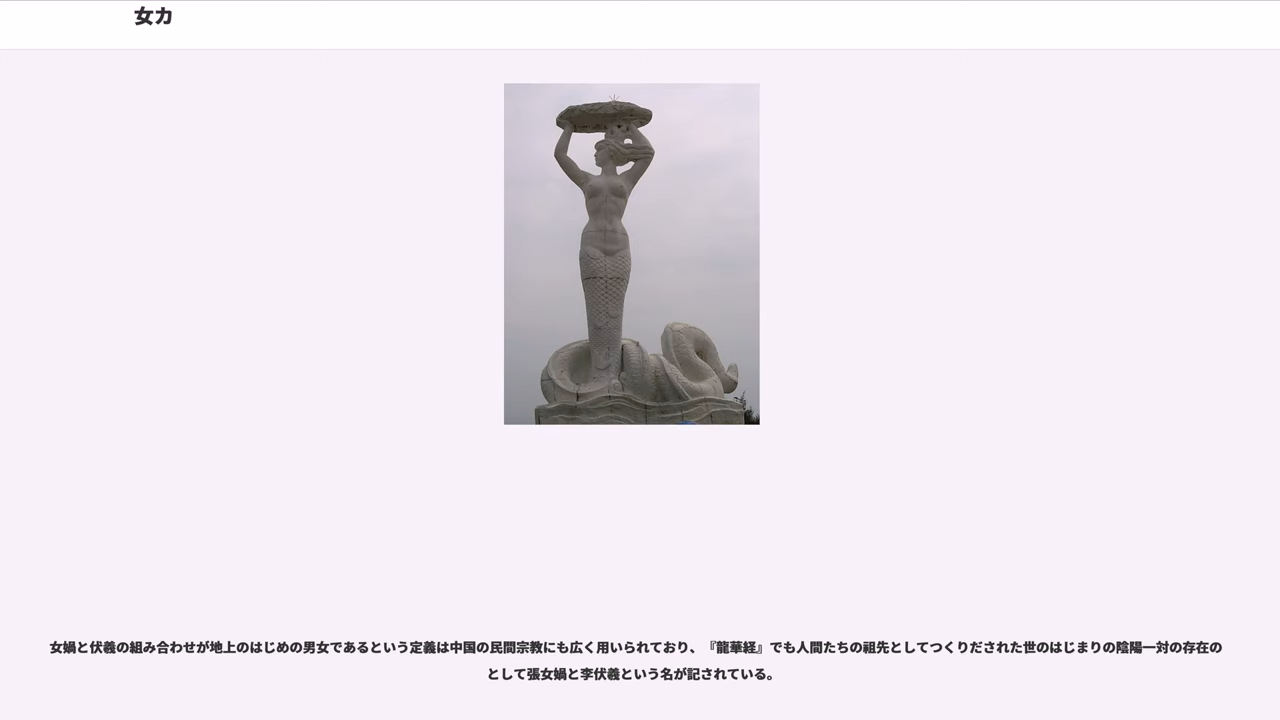 女カ
女媧と伏羲の組み合わせが地上のはじめの男女であるという定義は中国の民間宗教にも広く用いられており、『龍華経』でも人間たちの祖先としてつくりだされた世のはじまりの陰陽一対の存在の
として張女媧と李伏羲という名が記されている。